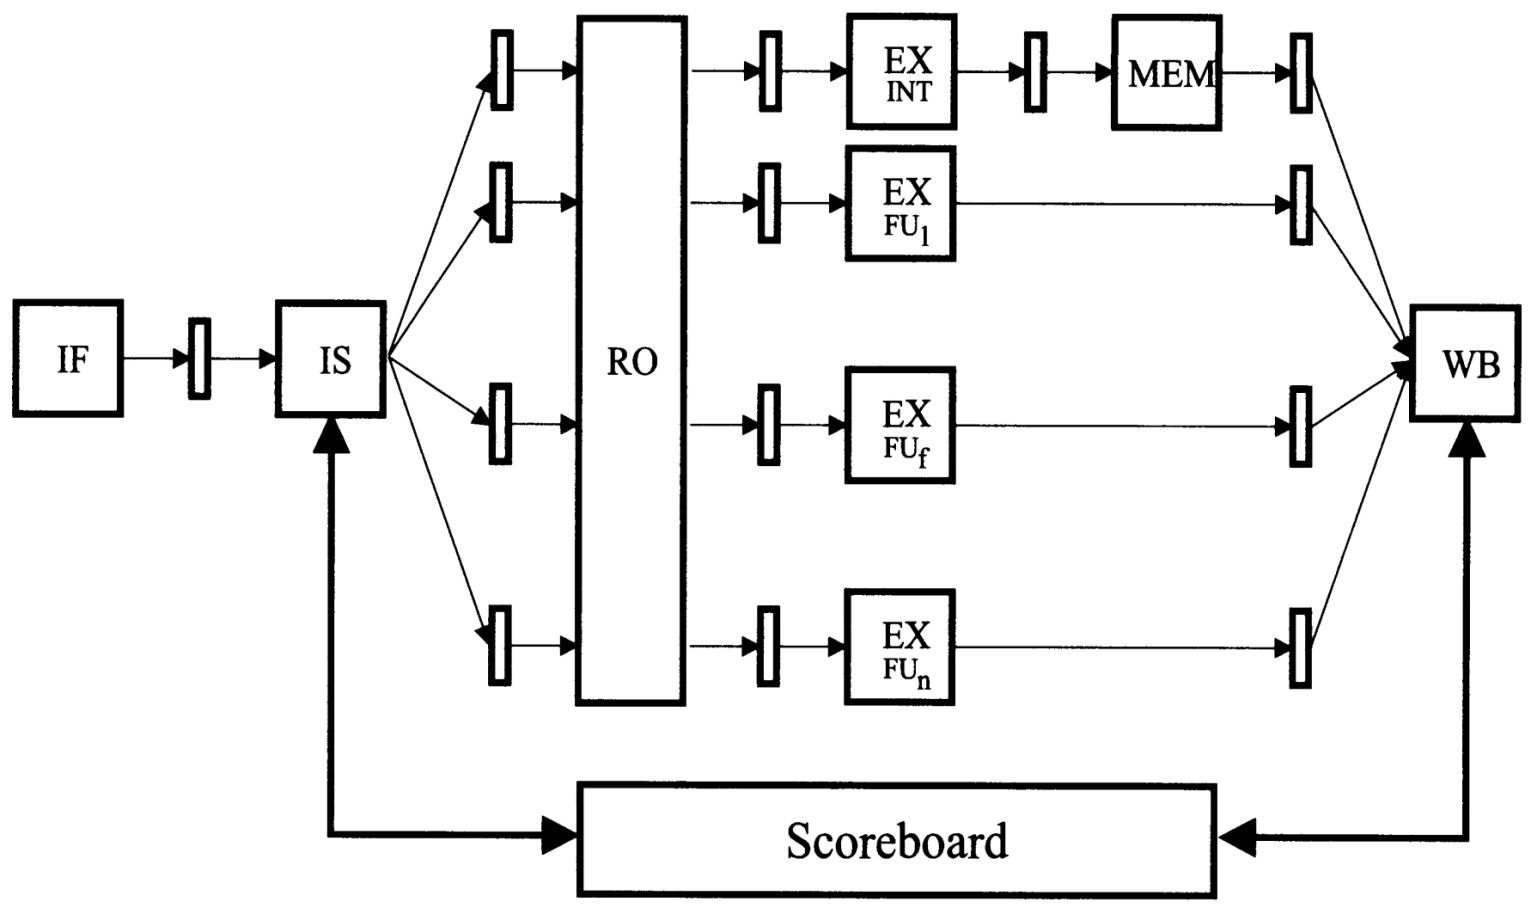 EX
INT
MEM
EX
FU1
IF
IS
RO
EX
FUf
WB
EX
FUn
Scoreboard